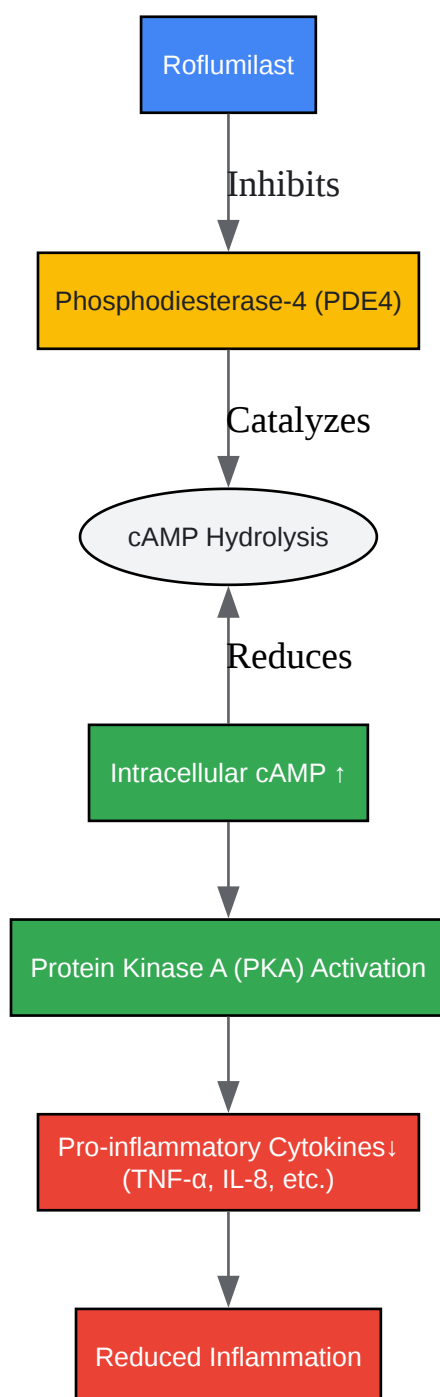 Roflumilast
Inhibits
Phosphodiesterase-4 (PDE4)
Catalyzes
cAMP Hydrolysis
Reduces
Intracellular cAMP ↑
Protein Kinase A (PKA) Activation
Pro-inflammatory Cytokines↓
(TNF-α, IL-8, etc.)
Reduced Inflammation